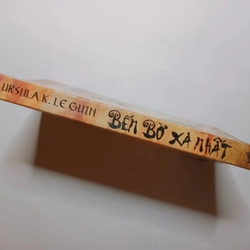 URSULA K. LE GUIN BẾN BỜ XA NHẤT